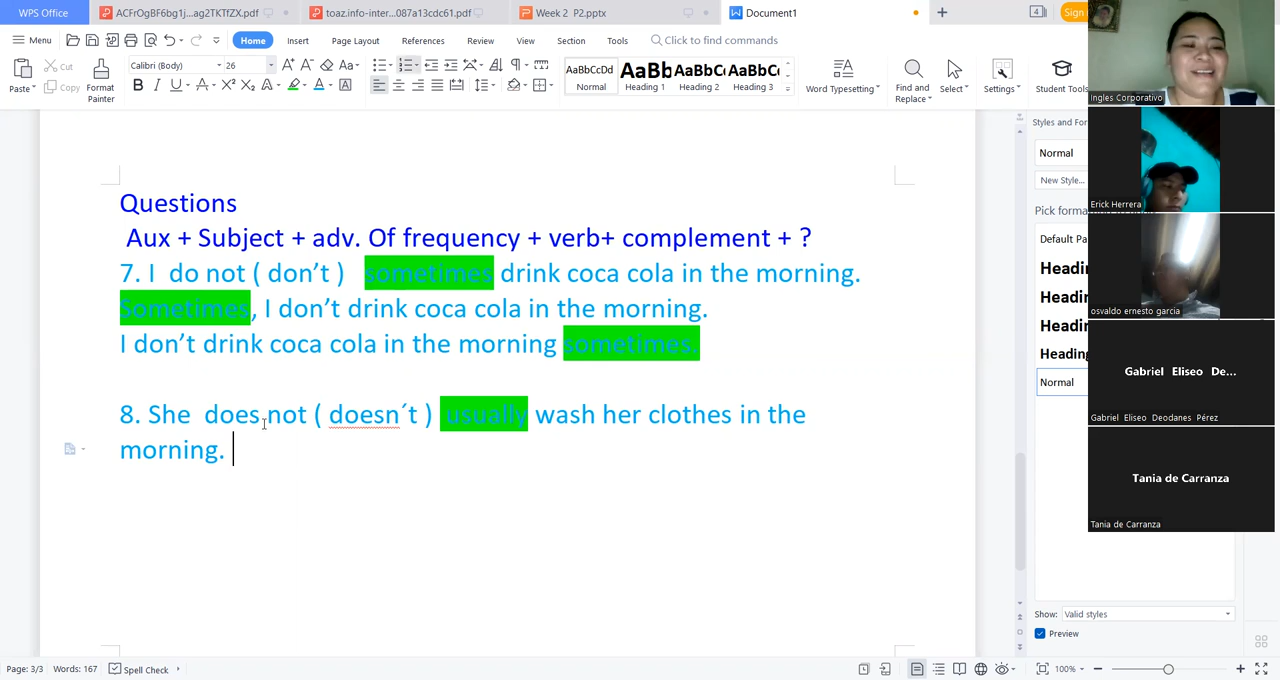 WPS Office
ACFrOgBF6bg1j...ag2TKTfZX.pdf
toaz.info-inter...087a13cdc61.pdf
Week 2 P2.pptx
Document1
Sign
Menu
Home
Insert
Page Layout
References
Review
View
Section
Tools
Click to find commands
Paste
Cut
Copy
Format Painter
Calibri (Body)
26
AaBbCcDd
Normal
AaBb
Heading 1
AaBbC
Heading 2
AaBbC
Heading 3
Word Typesetting
Find and Replace
Select
Settings
Student Tools
Questions
Aux + Subject + adv. Of frequency + verb+ complement + ?
7. I do not ( don’t ) sometimes drink coca cola in the morning.
Sometimes, I don’t drink coca cola in the morning.
I don’t drink coca cola in the morning sometimes.
8. She does not ( doesn´t ) usually wash her clothes in the
morning.
Styles and For
Normal
New Style...
Pick forma
Default Pa
Headin
Headin
Headin
Headin
Normal
Show: Valid styles
Preview
Ingles Corporativo
Erick Herrera
osvaldo ernesto garcia
Gabriel Eliseo De...
Gabriel Eliseo Deodanes Pérez
Tania de Carranza
Tania de Carranza
Page: 3/3
Words: 167
Spell Check
100%